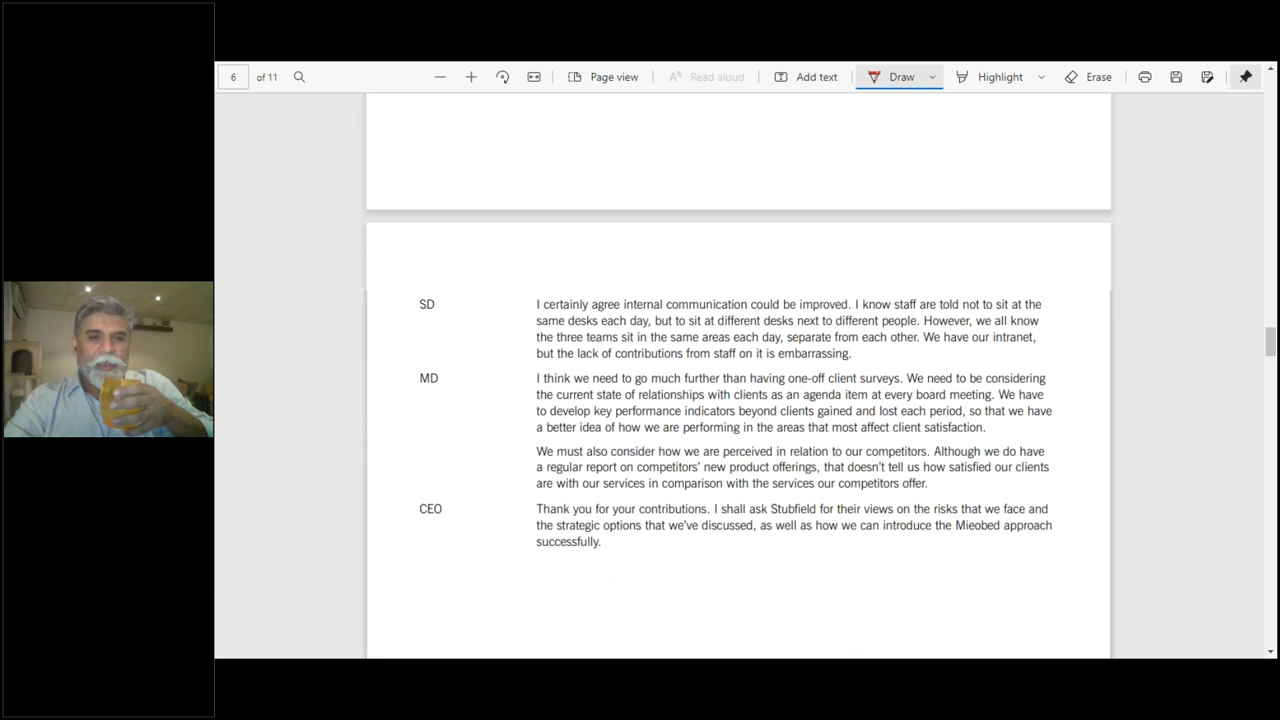 6 of 11
Page view
Read aloud
Add text
Draw
Highlight
Erase
SD
I certainly agree internal communication could be improved. I know staff are told not to sit at the
same desks each day, but to sit at different desks next to different people. However, we all know
the three teams sit in the same areas each day, separate from each other. We have our intranet,
but the lack of contributions from staff on it is embarrassing.
MD
I think we need to go much further than having one-off client surveys. We need to be considering
the current state of relationships with clients as an agenda item at every board meeting. We have
to develop key performance indicators beyond clients gained and lost each period, so that we have
a better idea of how we are performing in the areas that most affect client satisfaction.
We must also consider how we are perceived in relation to our competitors. Although we do have
a regular report on competitors’ new product offerings, that doesn’t tell us how satisfied our clients
are with our services in comparison with the services our competitors offer.
CEO
Thank you for your contributions. I shall ask Stubfield for their views on the risks that we face and
the strategic options that we’ve discussed, as well as how we can introduce the Mieobed approach
successfully.